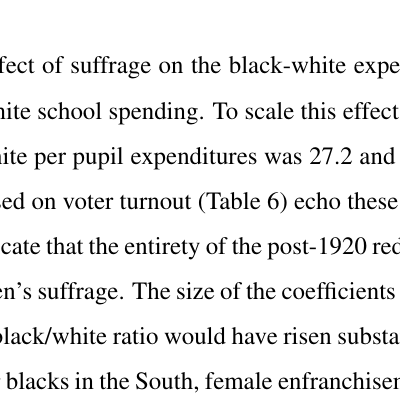 fect of suffrage on the black-white expe
hite school spending. To scale this effect
hite per pupil expenditures was 27.2 and
sed on voter turnout (Table 6) echo these
cate that the entirety of the post-1920 red
en’s suffrage. The size of the coefficients
black/white ratio would have risen substa
blacks in the South, female enfranchiser